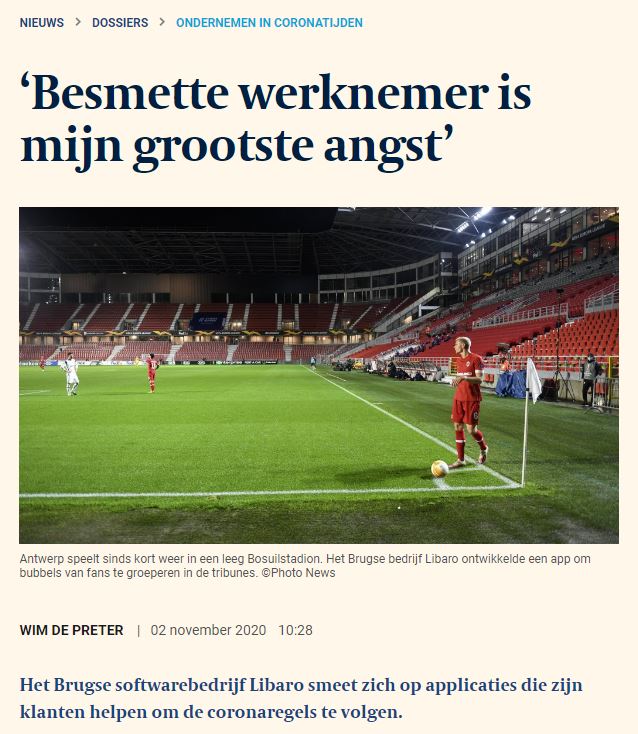 NIEUWS > DOSSIERS > ONDERNEMEN IN CORONATIJDEN
‘Besmette werknemer is
mijn grootste angst’
Antwerp speelt sinds kort weer in een leeg Bosuilstadion. Het Brugse bedrijf Libaro ontwikkelde een app om
bubbels van fans te groeperen in de tribunes. ©Photo News
WIM DE PRETER | 02 november 2020 10:28
Het Brugse softwarebedrijf Libaro smeet zich op applicaties die zijn
klanten helpen om de coronaregels te volgen.